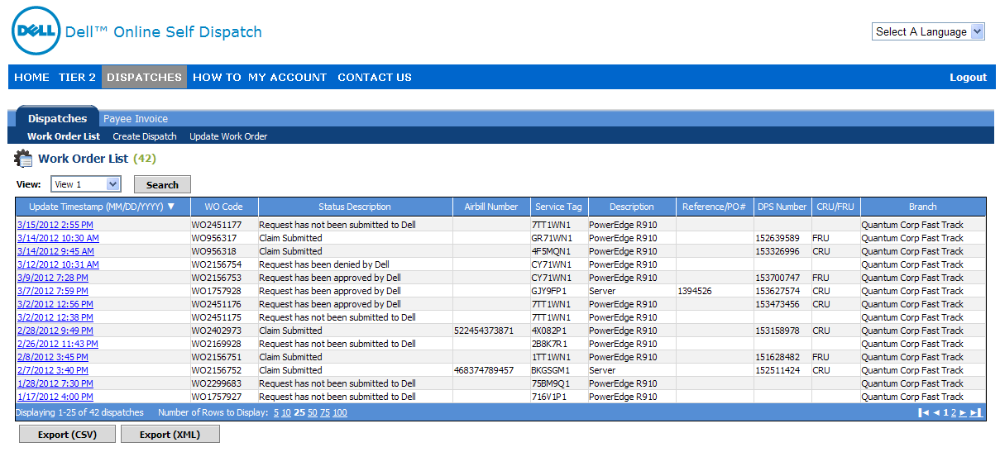 DELL
Dell™ Online Self Dispatch
Select A Language
HOME TIER 2 DISPATCHES HOW TO MY ACCOUNT CONTACT US Logout
Dispatches Payee Invoice
Work Order List Create Dispatch Update Work Order
Work Order List (42)
View: View 1 Search
Update Timestamp (MM/DD/YYYY) ▼ WO Code Status Description Airbill Number Service Tag Description Reference/PO# DPS Number CRU/FRU Branch
3/15/2012 2:55 PM WO2451177 Request has not been submitted to Dell 7TT1WN1 PowerEdge R910 Quantum Corp Fast Track
3/14/2012 10:30 AM WO956317 Claim Submitted GR71WN1 PowerEdge R910 152639589 FRU Quantum Corp Fast Track
3/14/2012 9:45 AM WO956318 Claim Submitted 4F5MQN1 PowerEdge R910 153326996 CRU Quantum Corp Fast Track
3/12/2012 10:31 AM WO2156754 Request has been denied by Dell CY71WN1 PowerEdge R910 Quantum Corp Fast Track
3/9/2012 7:28 PM WO2156753 Request has been approved by Dell CY71WN1 PowerEdge R910 153700747 FRU Quantum Corp Fast Track
3/7/2012 7:59 PM WO1757928 Request has been approved by Dell GJY9FP1 Server 1394526 153627574 CRU Quantum Corp Fast Track
3/2/2012 12:56 PM WO2451176 Request has been approved by Dell 7TT1WN1 PowerEdge R910 153473456 CRU Quantum Corp Fast Track
3/2/2012 12:38 PM WO2451175 Request has not been submitted to Dell 7TT1WN1 PowerEdge R910 Quantum Corp Fast Track
2/28/2012 9:49 PM WO2402973 Claim Submitted 522454373871 4X082P1 PowerEdge R910 153158978 CRU Quantum Corp Fast Track
2/26/2012 11:43 PM WO2169928 Request has not been submitted to Dell 2B8K7R1 PowerEdge R910 Quantum Corp Fast Track
2/8/2012 3:45 PM WO2156751 Claim Submitted 1TT1WN1 PowerEdge R910 151628482 FRU Quantum Corp Fast Track
2/7/2012 3:40 PM WO2156752 Claim Submitted 468374789457 BKGSGM1 Server 152511424 CRU Quantum Corp Fast Track
1/28/2012 7:30 PM WO2299683 Request has not been submitted to Dell 75BM9Q1 PowerEdge R910 Quantum Corp Fast Track
1/17/2012 4:00 PM WO1757927 Request has not been submitted to Dell 716V1P1 PowerEdge R910 Quantum Corp Fast Track
Displaying 1-25 of 42 dispatches Number of Rows to Display: 5 10 25 50 75 100 1 2
Export (CSV) Export (XML)